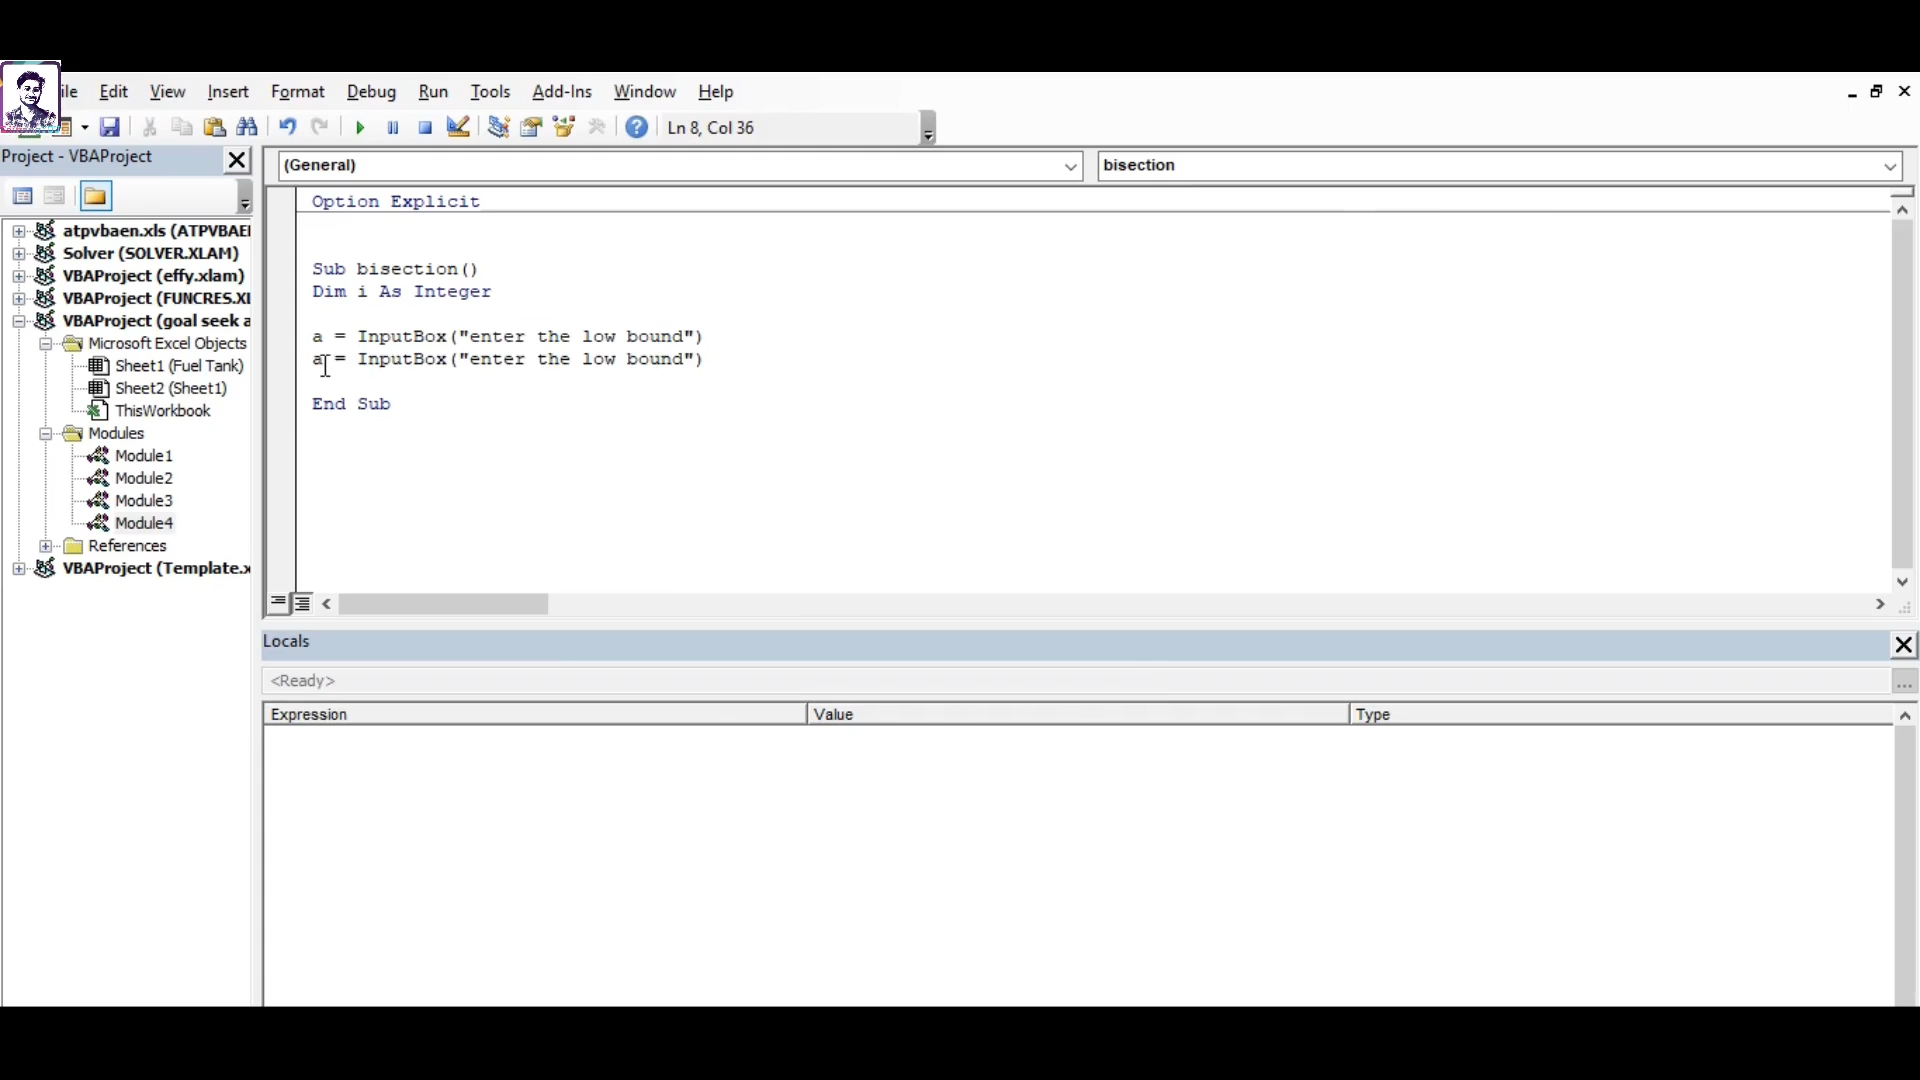 ile Edit View Insert Format Debug Run Tools Add-Ins Window Help
Ln 8, Col 36
Project - VBAProject
(General) bisection
atpvbaen.xls (ATPVBAE
Solver (SOLVER.XLAM)
VBAProject (effy.xlam)
VBAProject (FUNCRES.XL
VBAProject (goal seek a
Microsoft Excel Objects
Sheet1 (Fuel Tank)
Sheet2 (Sheet1)
ThisWorkbook
Modules
Module1
Module2
Module3
Module4
References
VBAProject (Template.x
Option Explicit
Sub bisection()
Dim i As Integer
a = InputBox("enter the low bound")
a = InputBox("enter the low bound")
End Sub
Locals
<Ready>
Expression Value Type